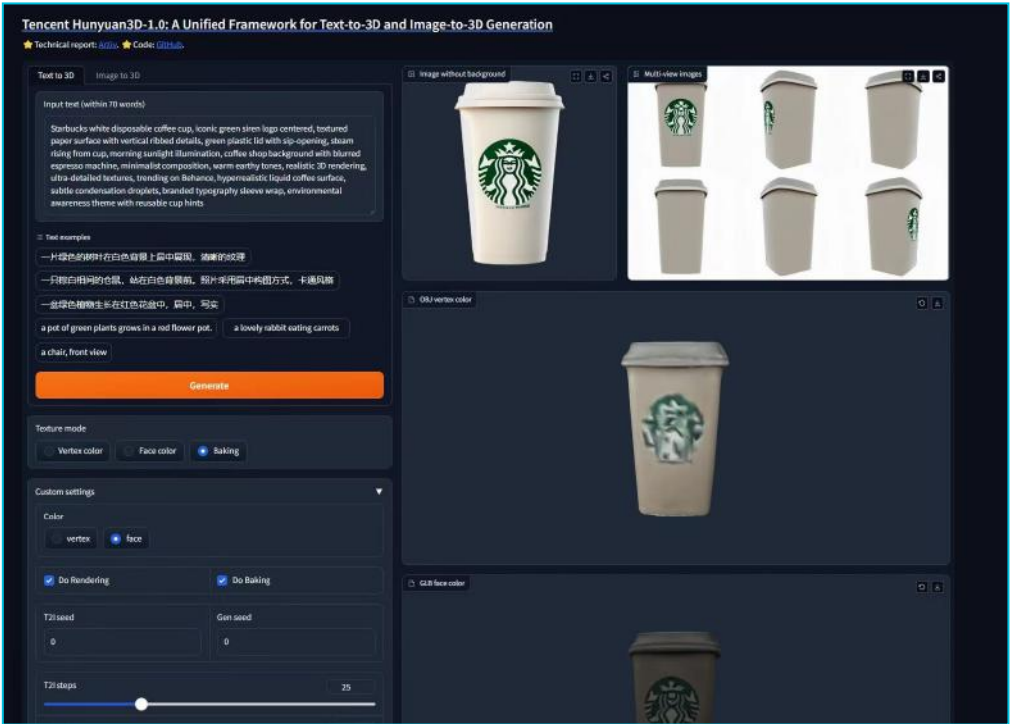 Tencent Hunyuan3D-1.0: A Unified Framework for Text-to-3D and Image-to-3D Generation
⭐Technical report: ArXiv. ⭐Code: GitHub.
Text to 3D
Image to 3D
Input text (within 70 words)
Starbucks white disposable coffee cup, iconic green siren logo centered, textured
paper surface with vertical ribbed details, green plastic lid with sip-opening, steam
rising from cup, morning sunlight illumination, coffee shop background with blurred
espresso machine, minimalist composition, warm earthy tones, realistic 3D rendering,
ultra-detailed textures, trending on Behance, hyperrealistic liquid coffee surface,
subtle condensation droplets, branded typography sleeve wrap, environmental
awareness theme with reusable cup hints
Text examples
一片绿色的树叶在白色背景上居中展现，清晰的纹理
一只棕白相间的仓鼠，站在白色背景前。照片采用居中构图方式，卡通风格
一盆绿色植物生长在红色花盆中，居中，写实
a pot of green plants grows in a red flower pot.
a lovely rabbit eating carrots
a chair, front view
Generate
Texture mode
Vertex color
Face color
Baking
Custom settings
Color
vertex
face
Do Rendering
Do Baking
T2I seed
Gen seed
0
0
T2I steps
25
Image without background
Multi-view images
OBJ vertex color
GLB face color